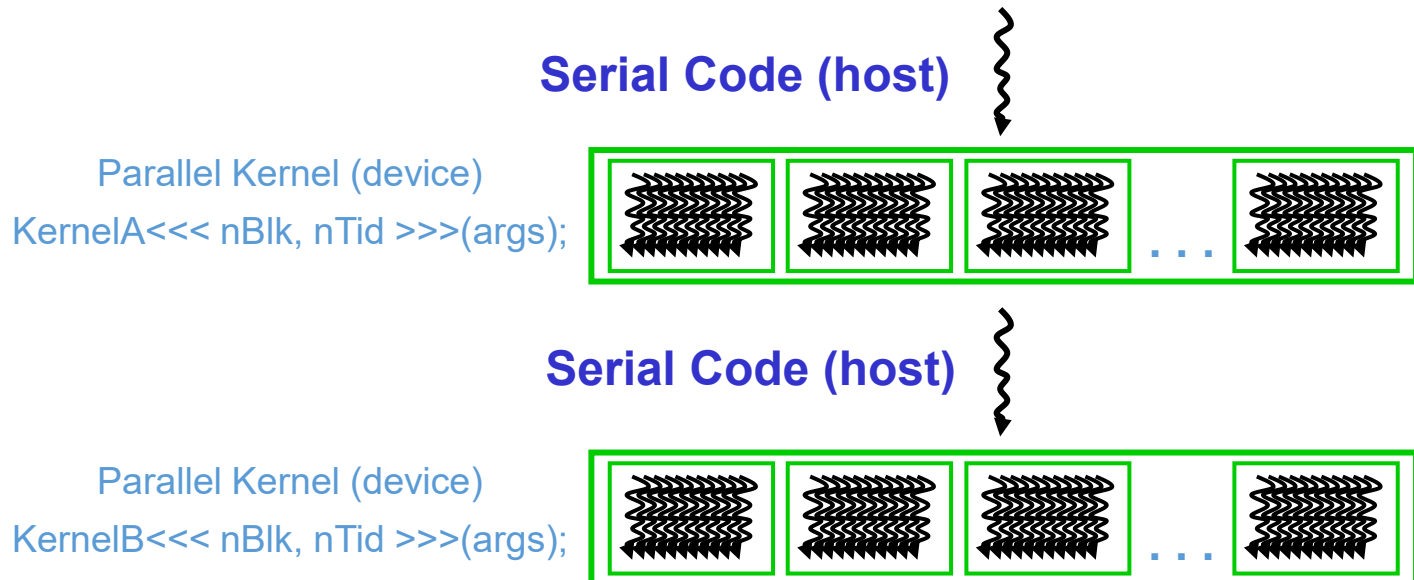 Serial Code (host)
Parallel Kernel (device)
KernelA<<< nBlk, nTid >>>(args);
. . .
Serial Code (host)
Parallel Kernel (device)
KernelB<<< nBlk, nTid >>>(args);
. . .